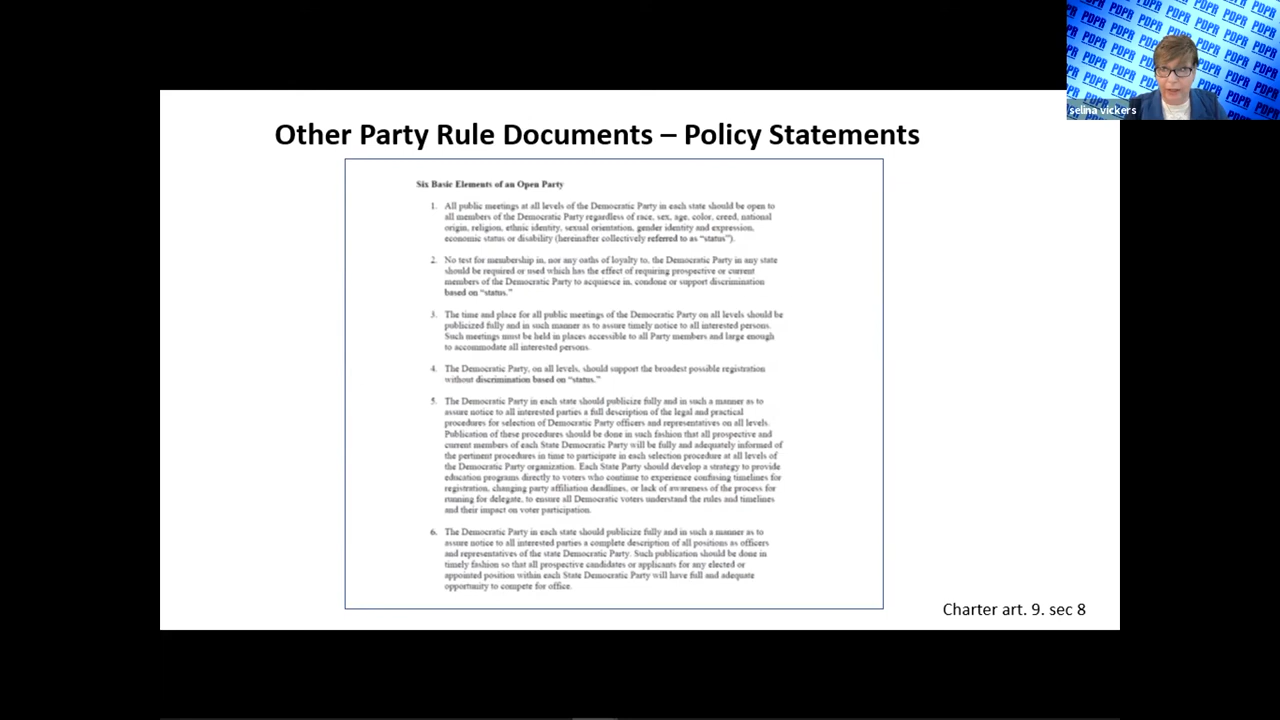 PDPR PDPR PDPR PDPR
selina vickers
Other Party Rule Documents – Policy Statements
Six Basic Elements of an Open Party
1. All public meetings at all levels of the Democratic Party in each state should be open to
all members of the Democratic Party regardless of race, sex, age, color, creed, national
origin, religion, ethnic identity, sexual orientation, gender identity and expression,
economic status or disability (hereinafter collectively referred to as “status”).
2. No test for membership in, nor any oaths of loyalty to, the Democratic Party in any state
should be required or used which has the effect of requiring prospective or current
members of the Democratic Party to acquiesce in, condone or support discrimination
based on “status.”
3. The time and place for all public meetings of the Democratic Party on all levels should be
publicized fully and in such manner as to assure timely notice to all interested persons.
Such meetings must be held in places accessible to all Party members and large enough
to accommodate all interested persons.
4. The Democratic Party, on all levels, should support the broadest possible registration
without discrimination based on “status.”
5. The Democratic Party in each state should publicize fully and in such a manner as to
assure notice to all interested parties a full description of the legal and practical
procedures for selection of Democratic Party officers and representatives on all levels.
Publication of these procedures should be done in such fashion that all prospective and
current members of each State Democratic Party will be fully and adequately informed of
the pertinent procedures in time to participate in each selection procedure at all levels of
the Democratic Party organization. Each State Party should develop a strategy to provide
education programs directly to voters who continue to experience confusing timelines for
registration, changing party affiliation deadlines, or lack of awareness of the process for
running for delegate, to ensure all Democratic voters understand the rules and timelines
and their impact on voter participation.
6. The Democratic Party in each state should publicize fully and in such a manner as to
assure notice to all interested parties a complete description of all positions as officers
and representatives of the state Democratic Party. Such publication should be done in
timely fashion so that all prospective candidates or applicants for any elected or
appointed position within each State Democratic Party will have full and adequate
opportunity to compete for office.
Charter art. 9. sec 8